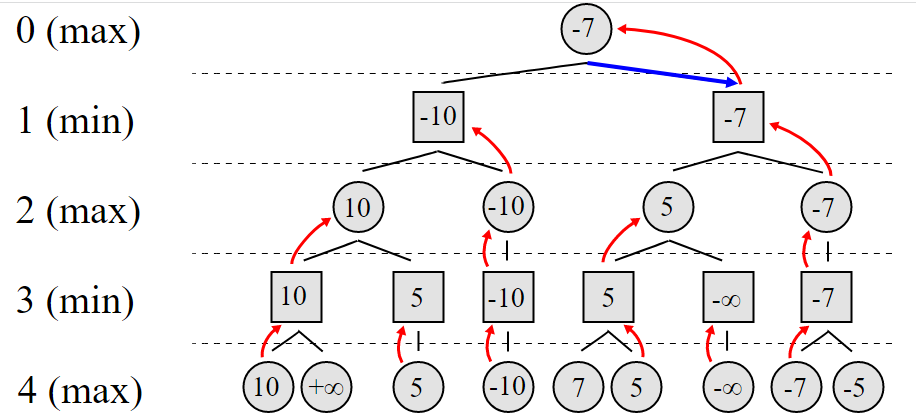 0 (max) -7
1 (min) -10 -7
2 (max) 10 -10 5 -7
3 (min) 10 5 -10 5 -∞ -7
4 (max) 10 +∞ 5 -10 7 5 -∞ -7 -5